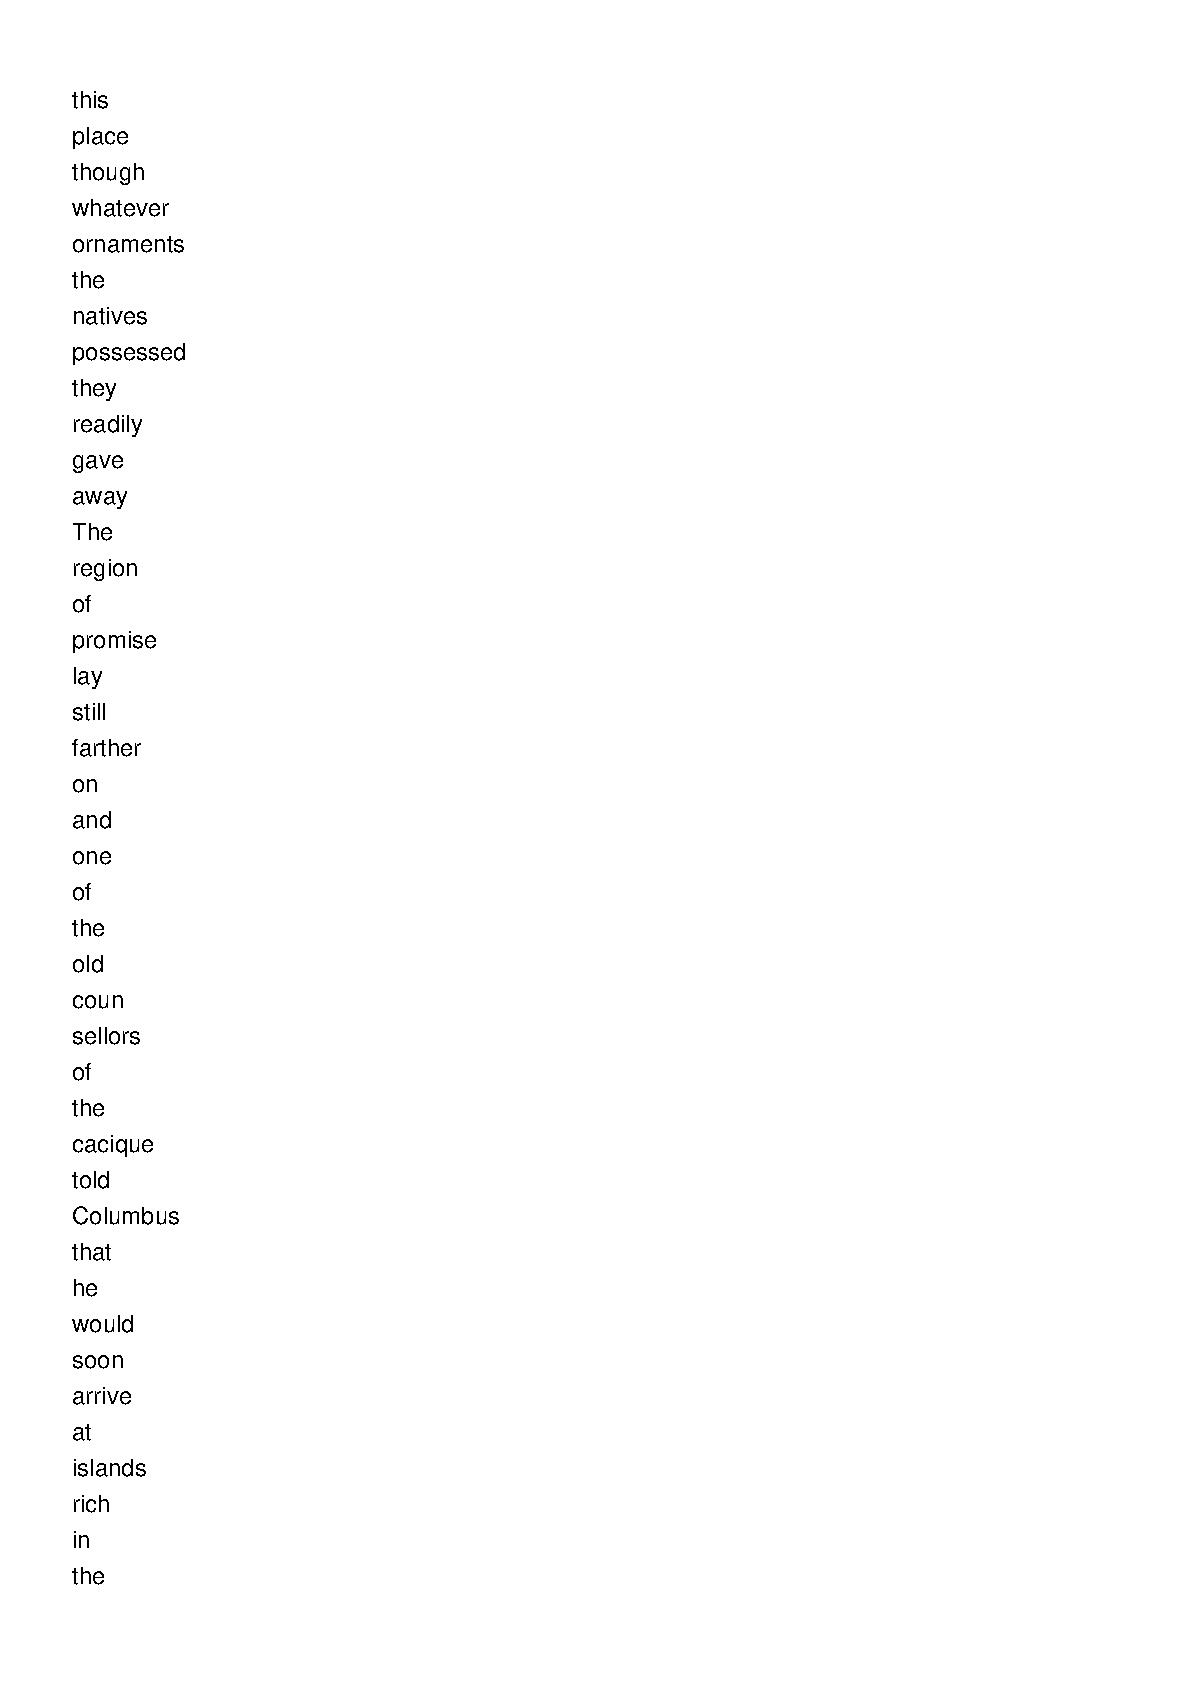 this
place
though
whatever
ornaments
the
natives
possessed
they
readily
gave
away
The
region
of
promise
lay
still
farther
on
and
one
of
the
old
coun
sellors
of
the
cacique
told
Columbus
that
he
would
soon
arrive
at
islands
rich
in
the